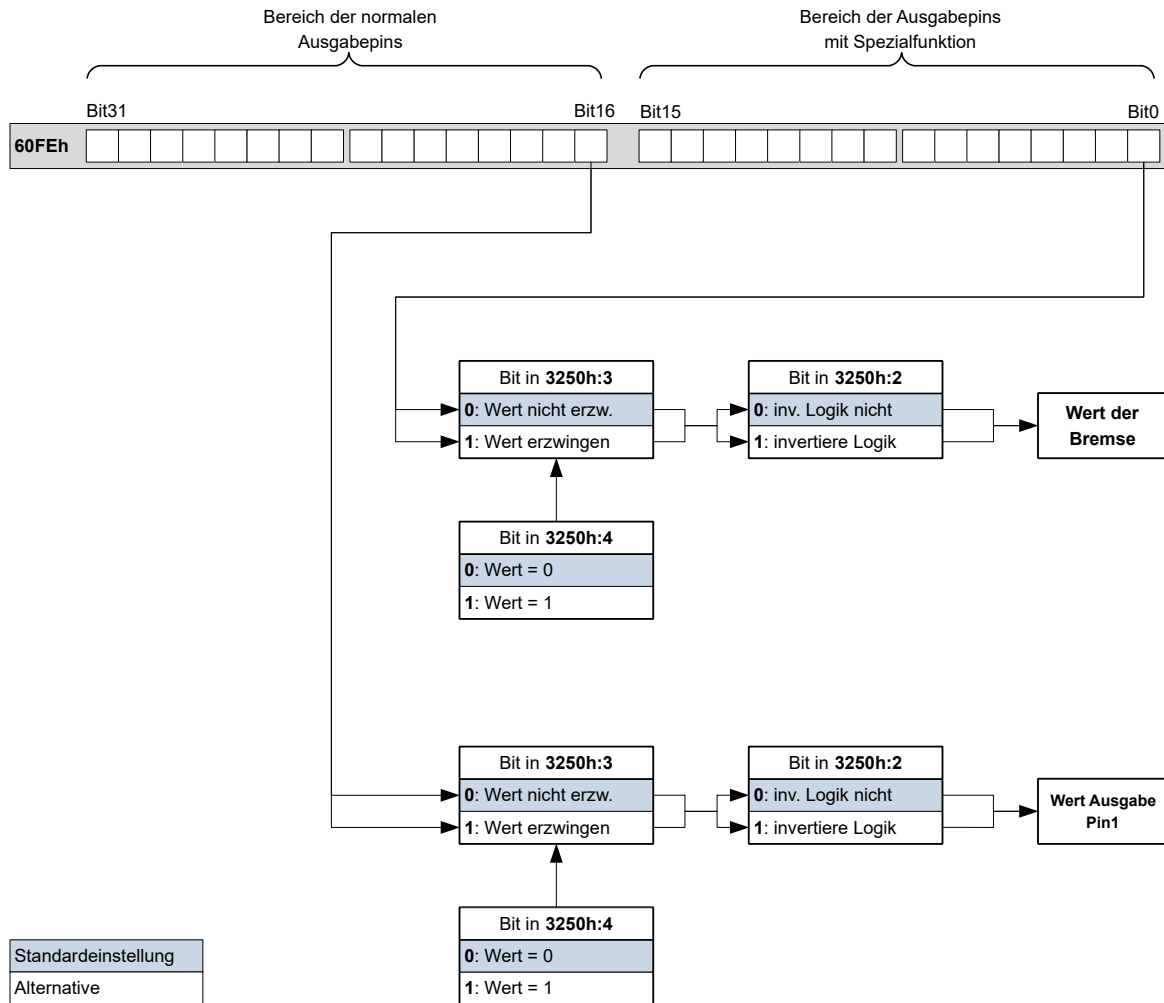 Bereich der normalen
Ausgabepins
Bereich der Ausgabepins
mit Spezialfunktion
Bit31
Bit16
Bit15
Bit0
60FEh
Bit in 3250h:3
0: Wert nicht erzw.
1: Wert erzwingen
Bit in 3250h:2
0: inv. Logik nicht
1: invertiere Logik
Wert der
Bremse
Bit in 3250h:4
0: Wert = 0
1: Wert = 1
Bit in 3250h:3
0: Wert nicht erzw.
1: Wert erzwingen
Bit in 3250h:2
0: inv. Logik nicht
1: invertiere Logik
Wert Ausgabe
Pin1
Bit in 3250h:4
0: Wert = 0
1: Wert = 1
Standardeinstellung
Alternative